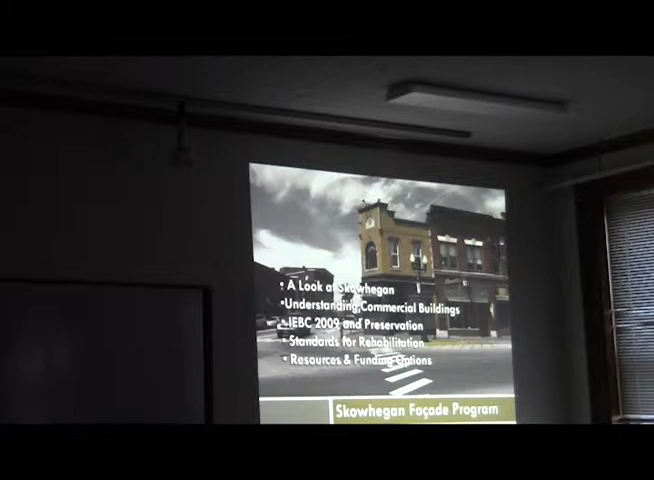 • A Look at Skowhegan
•Understanding Commercial Buildings
•IEBC 2009 and Preservation
• Standards for Rehabilitation
• Resources & Funding Options
Skowhegan Façade Program